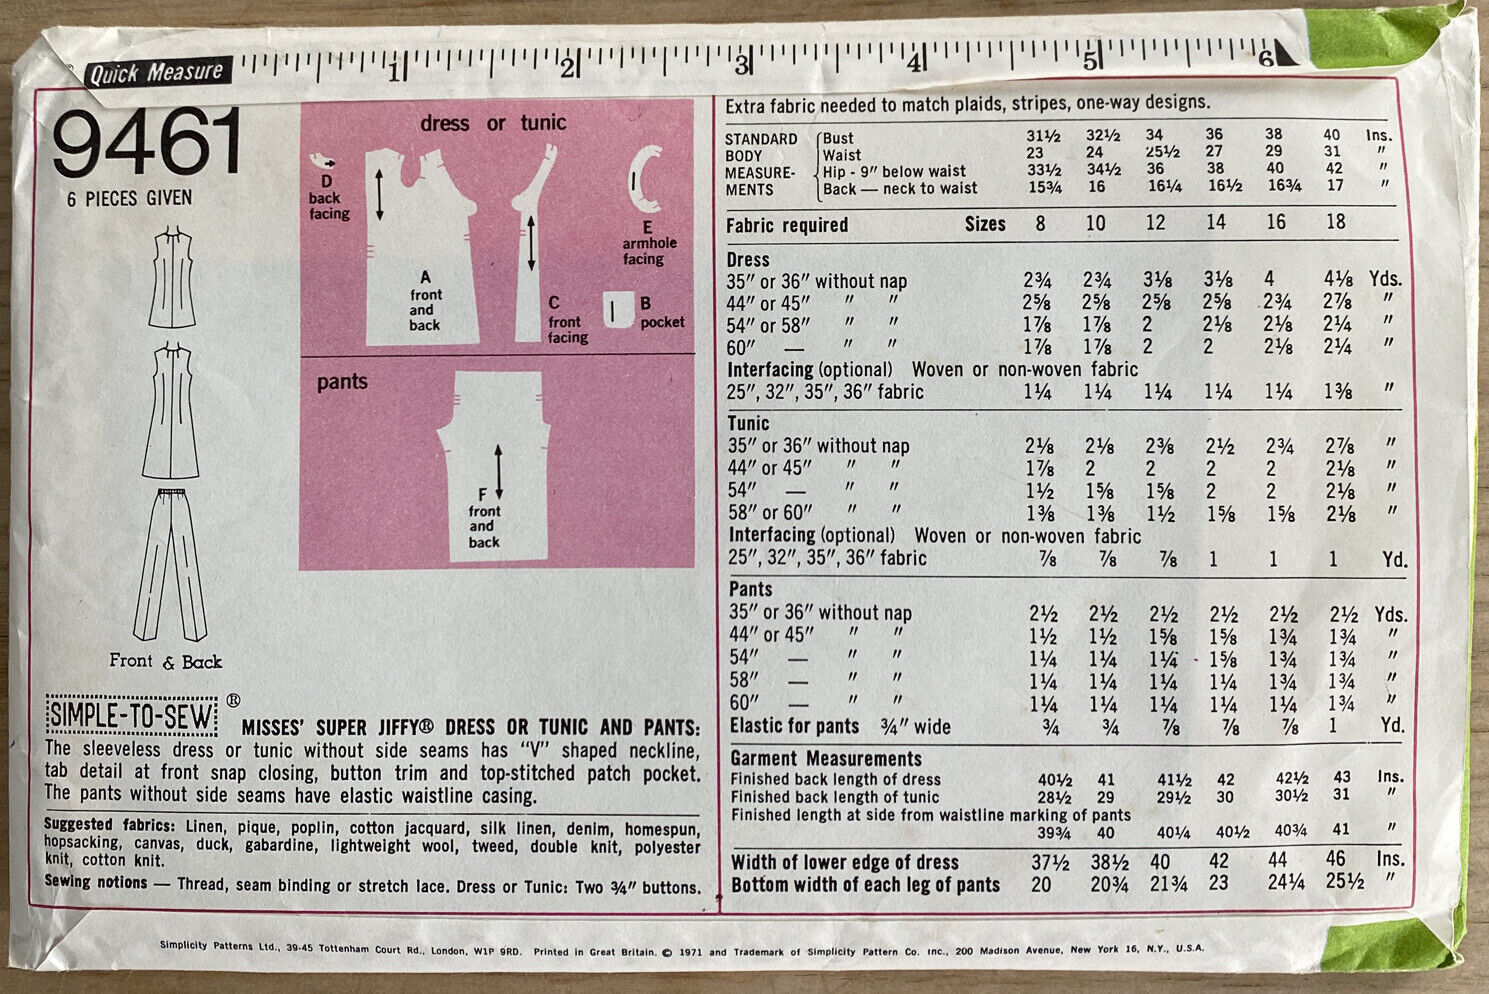 Quick Measure 1 2 3 4 5 6
9461
6 PIECES GIVEN
dress or tunic
D
back
facing
A
front
and
back
C
front
facing
E
armhole
facing
B
pocket
pants
F
front
and
back
Front & Back
SIMPLE-TO-SEW ®
MISSES' SUPER JIFFY® DRESS OR TUNIC AND PANTS:
The sleeveless dress or tunic without side seams has "V" shaped neckline,
tab detail at front snap closing, button trim and top-stitched patch pocket.
The pants without side seams have elastic waistline casing.
Suggested fabrics: Linen, pique, poplin, cotton jacquard, silk linen, denim, homespun,
hopsacking, canvas, duck, gabardine, lightweight wool, tweed, double knit, polyester
knit, cotton knit.
Sewing notions — Thread, seam binding or stretch lace. Dress or Tunic: Two ¾" buttons.
Extra fabric needed to match plaids, stripes, one-way designs.
STANDARD Bust 31½ 32½ 34 36 38 40 Ins.
BODY Waist 23 24 25½ 27 29 31 "
MEASURE- Hip - 9" below waist 33½ 34½ 36 38 40 42 "
MENTS Back — neck to waist 15¾ 16 16¼ 16½ 16¾ 17 "
Fabric required Sizes 8 10 12 14 16 18
Dress
35" or 36" without nap 2¾ 2¾ 3⅛ 3⅛ 4 4⅛ Yds.
44" or 45" " " 2⅝ 2⅝ 2⅝ 2⅝ 2¾ 2⅞ "
54" or 58" " " 1⅞ 1⅞ 2 2⅛ 2⅛ 2¼ "
60" — " " 1⅞ 1⅞ 2 2 2⅛ 2¼ "
Interfacing (optional) Woven or non-woven fabric
25", 32", 35", 36" fabric 1¼ 1¼ 1¼ 1¼ 1¼ 1⅜ "
Tunic
35" or 36" without nap 2⅛ 2⅛ 2⅜ 2½ 2¾ 2⅞ "
44" or 45" " " 1⅞ 2 2 2 2 2⅛ "
54" — " " 1½ 1⅝ 1⅝ 2 2 2⅛ "
58" or 60" " " 1⅜ 1⅜ 1½ 1⅝ 1⅝ 2⅛ "
Interfacing (optional) Woven or non-woven fabric
25", 32", 35", 36" fabric ⅞ ⅞ ⅞ 1 1 1 Yd.
Pants
35" or 36" without nap 2½ 2½ 2½ 2½ 2½ 2½ Yds.
44" or 45" " " 1½ 1½ 1⅝ 1⅝ 1¾ 1¾ "
54" — " " 1¼ 1¼ 1¼ 1⅝ 1¾ 1¾ "
58" — " " 1¼ 1¼ 1¼ 1¼ 1¾ 1¾ "
60" — " " 1¼ 1¼ 1¼ 1¼ 1¼ 1¾ "
Elastic for pants ¾" wide ¾ ¾ ⅞ ⅞ ⅞ 1 Yd.
Garment Measurements
Finished back length of dress 40½ 41 41½ 42 42½ 43 Ins.
Finished back length of tunic 28½ 29 29½ 30 30½ 31 "
Finished length at side from waistline marking of pants
39¾ 40 40¼ 40½ 40¾ 41 "
Width of lower edge of dress 37½ 38½ 40 42 44 46 Ins.
Bottom width of each leg of pants 20 20¾ 21¾ 23 24¼ 25½ "
Simplicity Patterns Ltd., 39-45 Tottenham Court Rd., London, W1P 9RD. Printed in Great Britain. © 1971 and Trademark of Simplicity Pattern Co. Inc., 200 Madison Avenue, New York 16, N.Y., U.S.A.